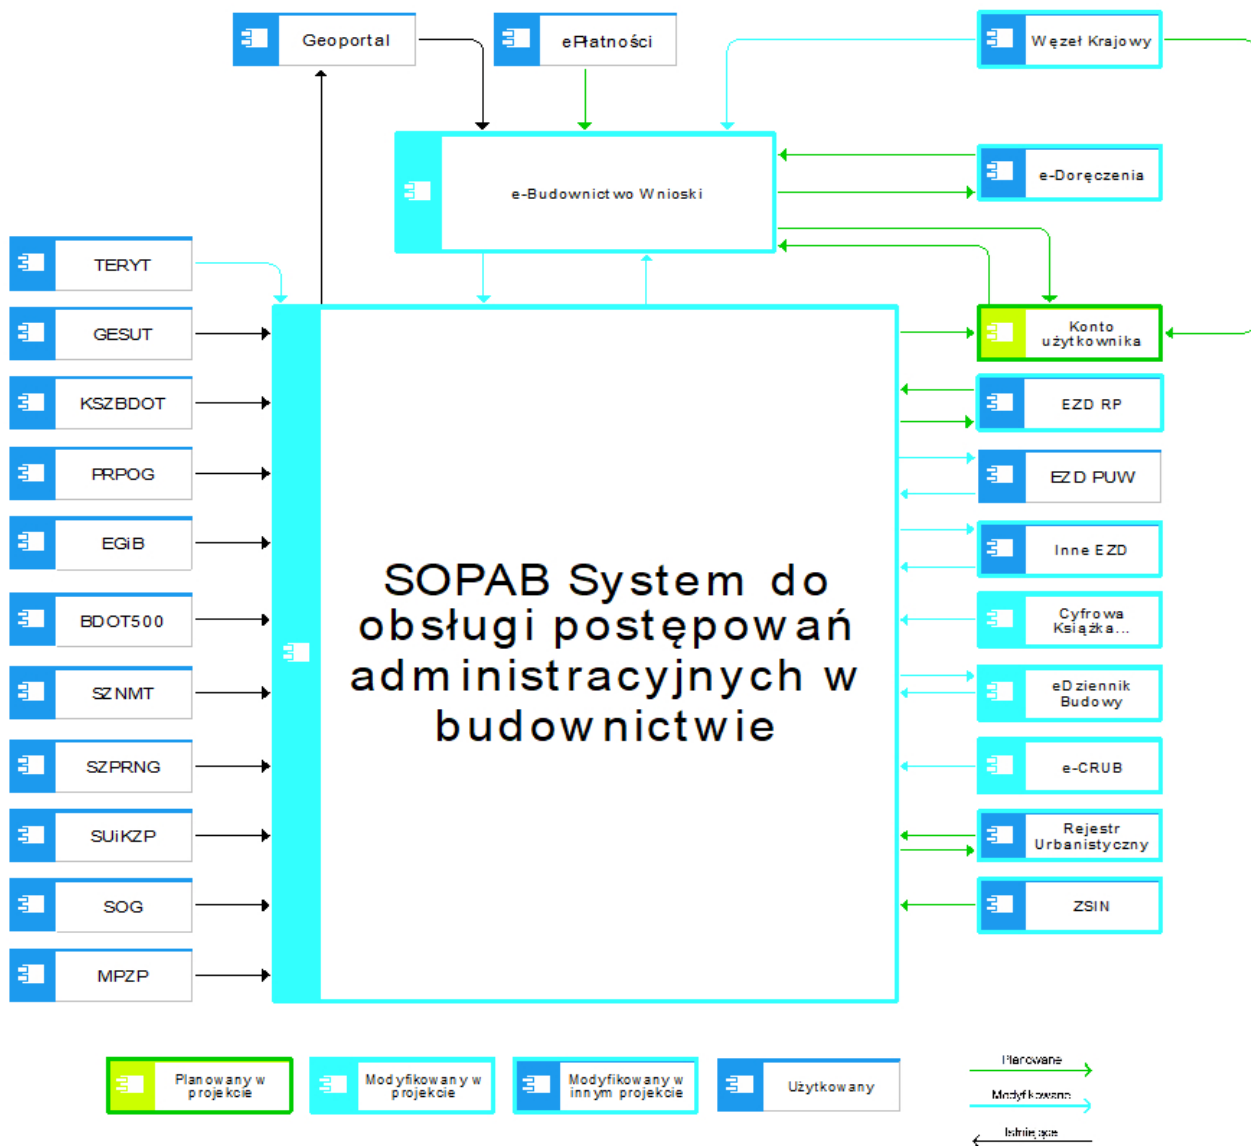 Geoportal
ePłatności
Węzeł Krajowy
e-Budownictwo Wnioski
e-Doręczenia
TERYT
GESUT
KSZBDOT
PRPOG
EGiB
BDOT500
SZNMT
SZPRNG
SUiKZP
SOG
MPZP
SOPAB System do
obsługi postępowań
administracyjnych w
budownictwie
Konto
użytkownika
EZD RP
EZD PUW
Inne EZD
Cyfrowa
Książka...
eDziennik
Budowy
e-CRUB
Rejestr
Urbanistyczny
ZSIN
Planowany w
projekcie
Modyfikowany w
projekcie
Modyfikowany w
innym projekcie
Użytkowany
Planowane
Modyfikowane
Istniejące